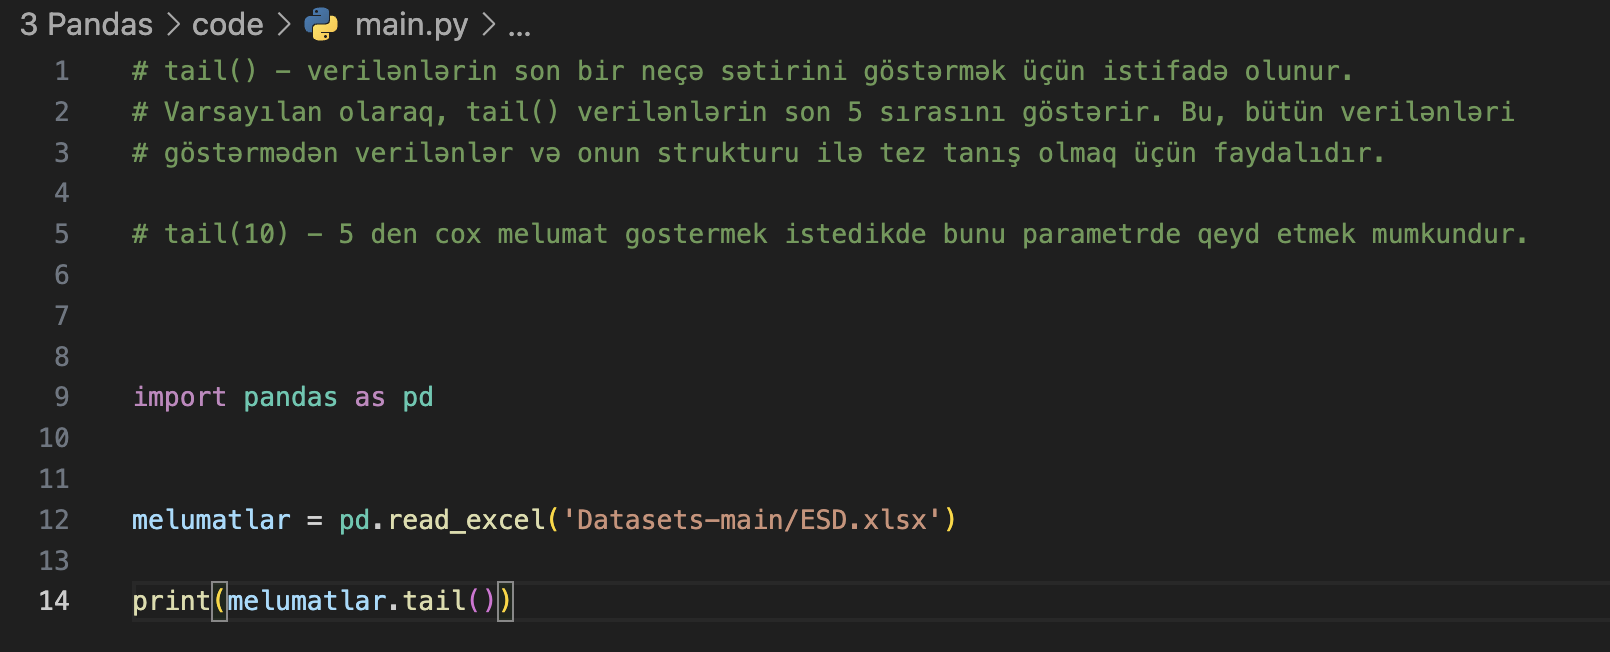 3 Pandas > code > main.py > ...
1 # tail() – verilənlərin son bir neçə sətirini göstərmək üçün istifadə olunur.
2 # Varsayılan olaraq, tail() verilənlərin son 5 sırasını göstərir. Bu, bütün verilənləri
3 # göstərmədən verilənlər və onun strukturu ilə tez tanış olmaq üçün faydalıdır.
4
5 # tail(10) – 5 den cox melumat gostermek istedikde bunu parametrde qeyd etmek mumkundur.
6
7
8
9 import pandas as pd
10
11
12 melumatlar = pd.read_excel('Datasets-main/ESD.xlsx')
13
14 print(melumatlar.tail())